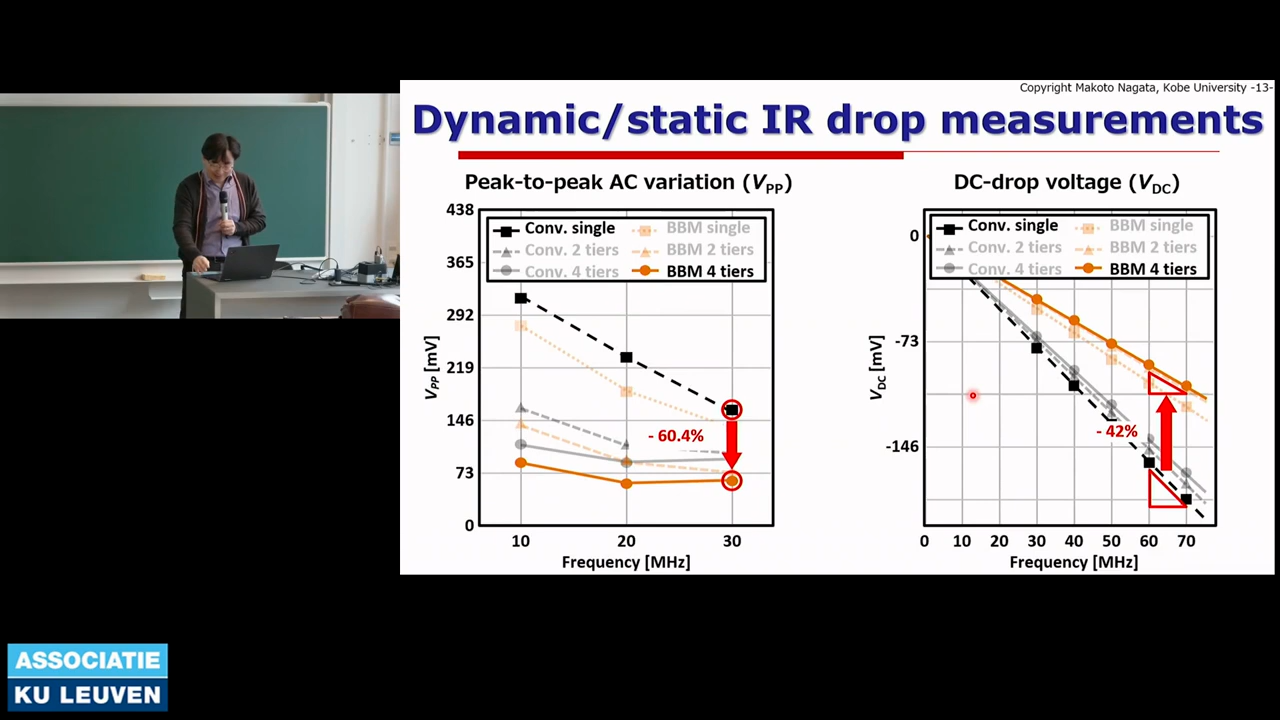 Copyright Makoto Nagata, Kobe University -13-
Dynamic/static IR drop measurements
Peak-to-peak AC variation (VPP)
438
365
292
219
146
73
0
VPP [mV]
Conv. single
BBM single
Conv. 2 tiers
BBM 2 tiers
Conv. 4 tiers
BBM 4 tiers
- 60.4%
10 20 30
Frequency [MHz]
DC-drop voltage (VDC)
0
-73
-146
VDC [mV]
Conv. single
BBM single
Conv. 2 tiers
BBM 2 tiers
Conv. 4 tiers
BBM 4 tiers
- 42%
0 10 20 30 40 50 60 70
Frequency [MHz]
ASSOCIATIE
KU LEUVEN